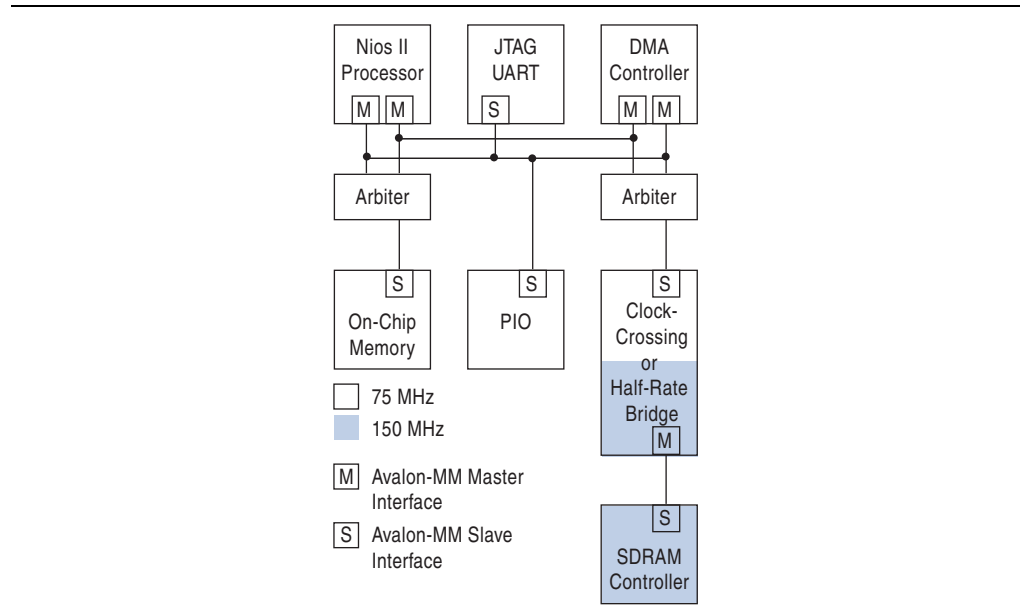 Nios II
Processor
M M
JTAG
UART
S
DMA
Controller
M M
Arbiter
Arbiter
S
On-Chip
Memory
S
PIO
S
Clock-
Crossing
or
Half-Rate
Bridge
M
75 MHz
150 MHz
M Avalon-MM Master
Interface
S Avalon-MM Slave
Interface
S
SDRAM
Controller